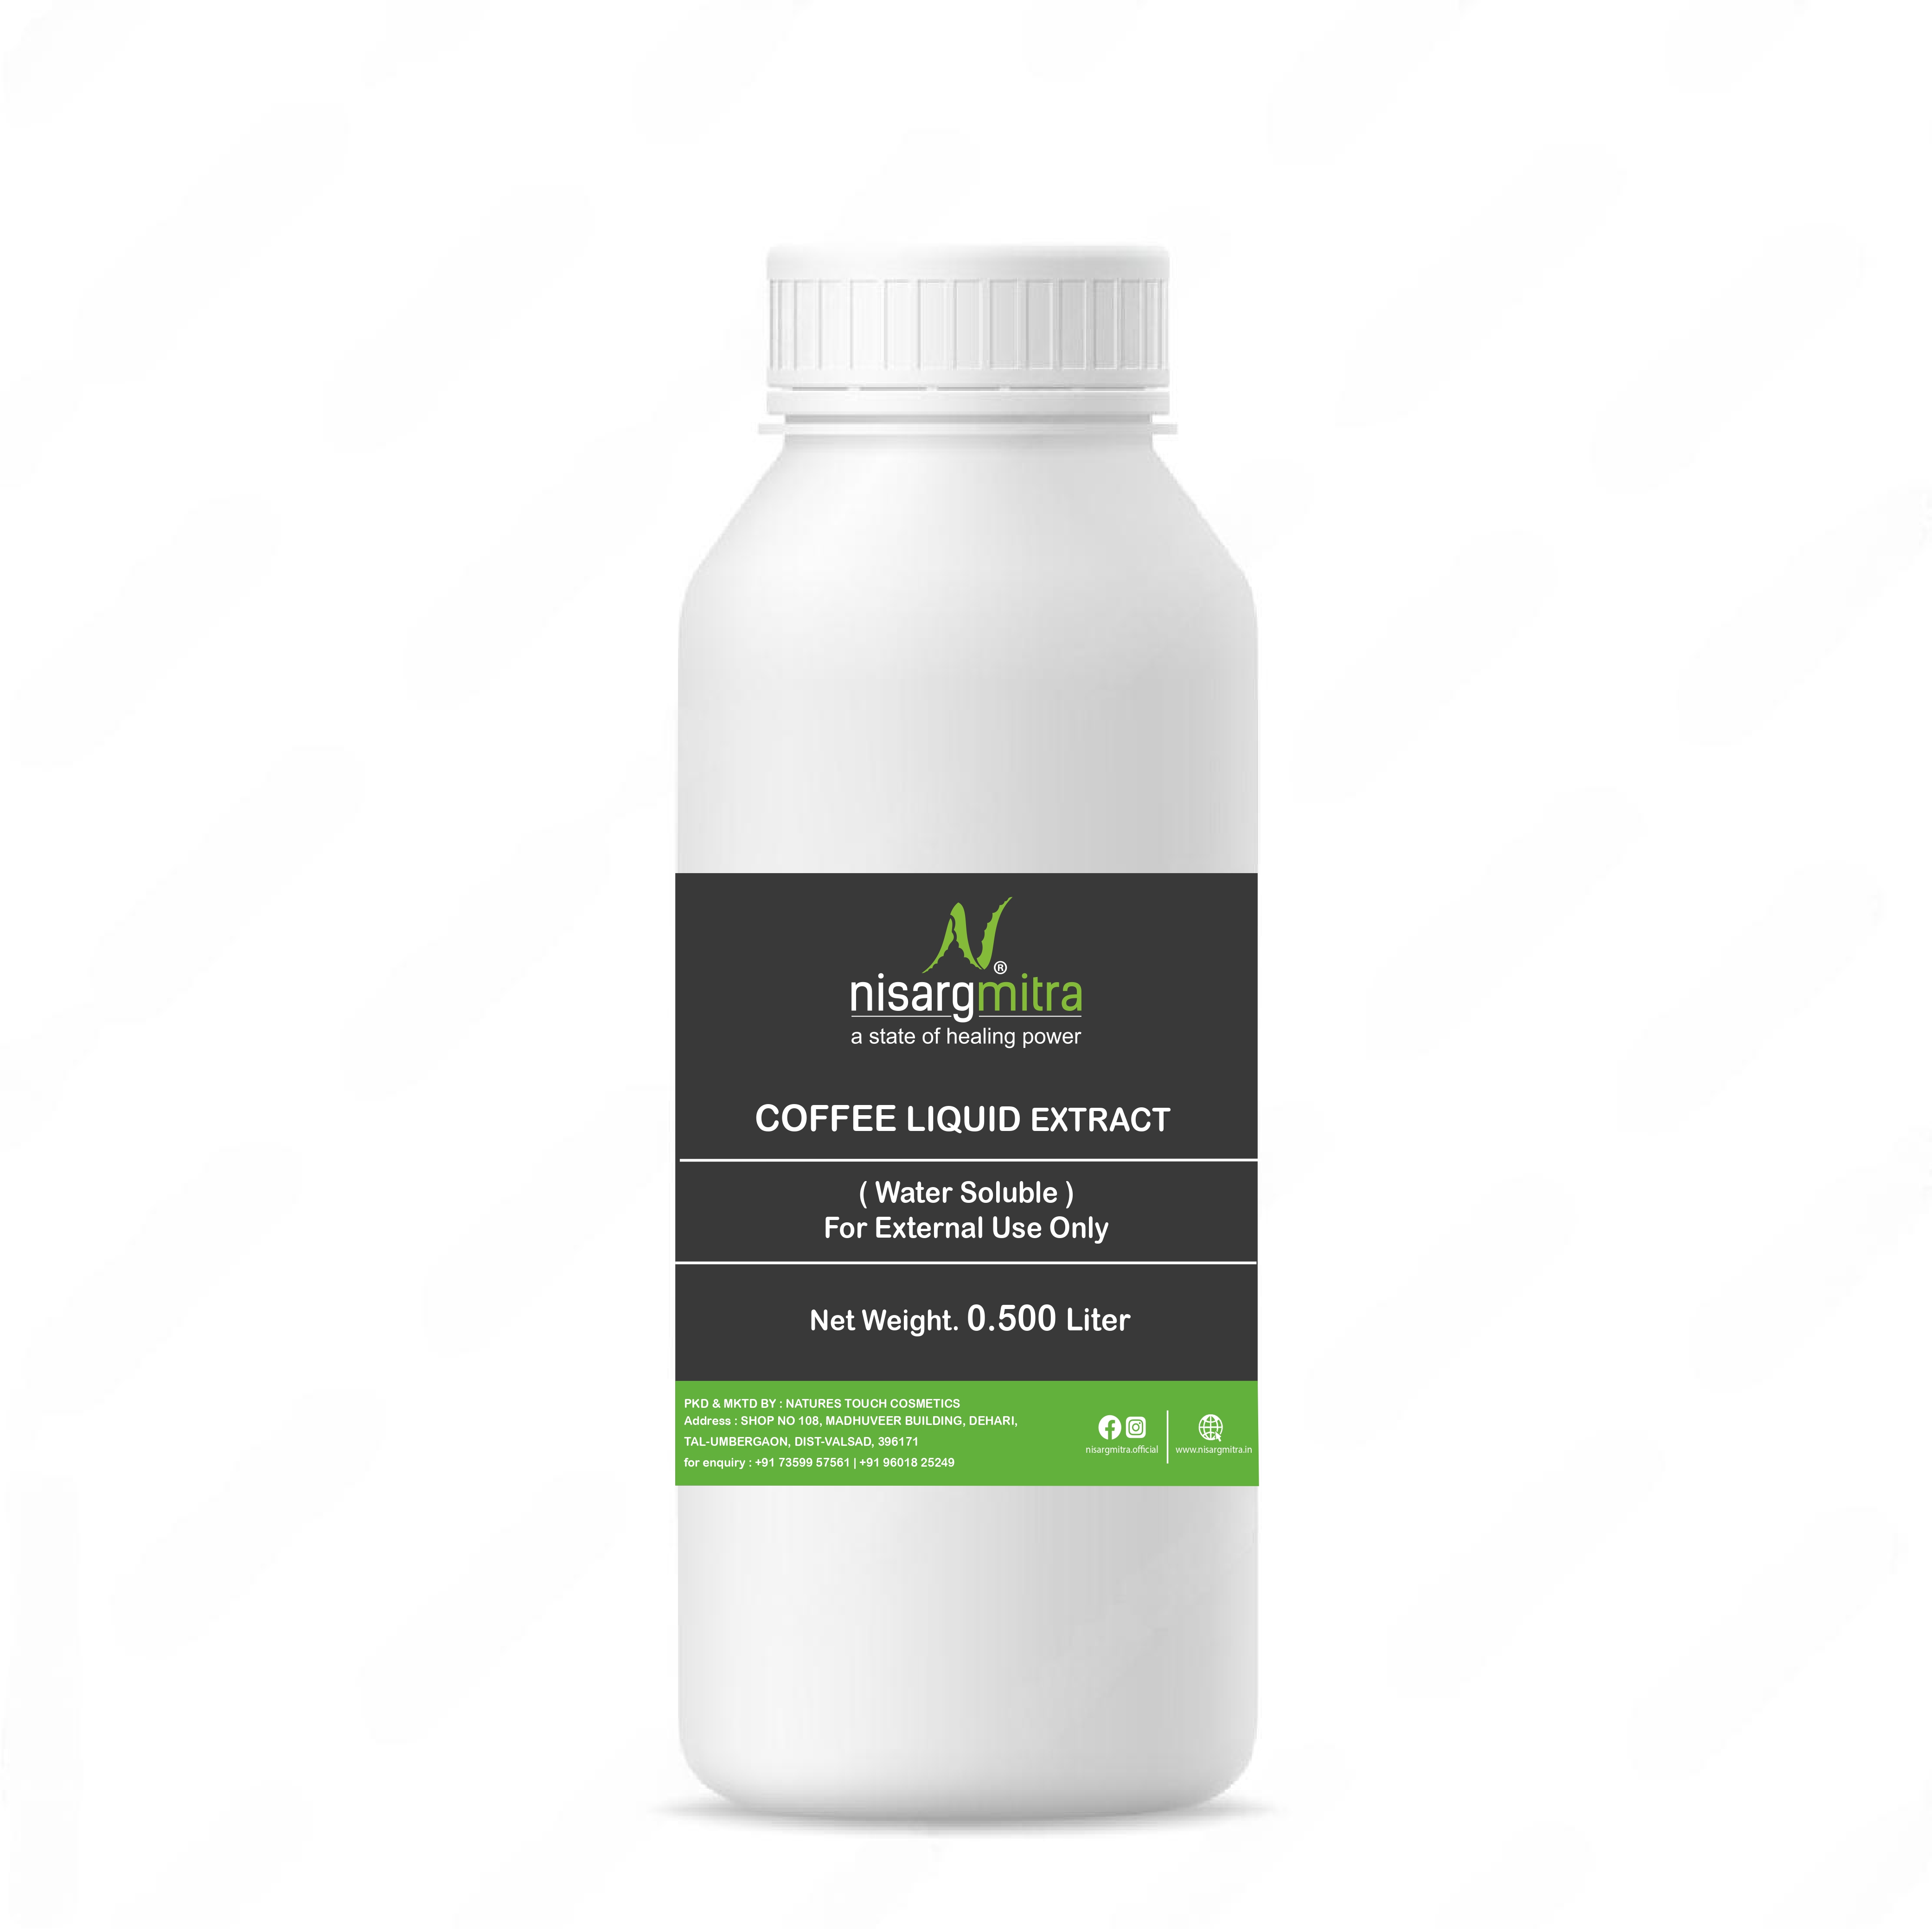 N®
nisargmitra
a state of healing power
COFFEE LIQUID EXTRACT
( Water Soluble )
For External Use Only
Net Weight. 0.500 Liter
PKD & MKTD BY : NATURES TOUCH COSMETICS
Address : SHOP NO 108, MADHUVEER BUILDING, DEHARI,
TAL-UMBERGAON, DIST-VALSAD, 396171
for enquiry : +91 73599 57561 | +91 96018 25249
nisargmitra.official
www.nisargmitra.in